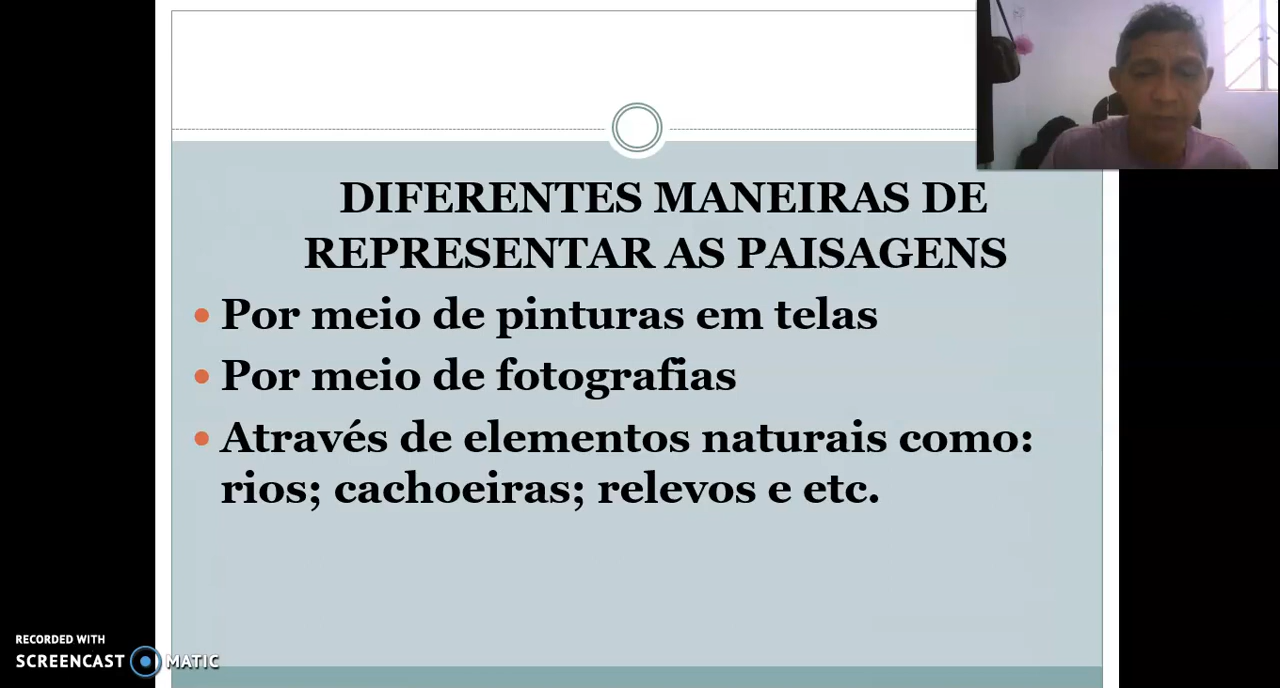 DIFERENTES MANEIRAS DE
REPRESENTAR AS PAISAGENS
Por meio de pinturas em telas
Por meio de fotografias
Através de elementos naturais como:
rios; cachoeiras; relevos e etc.
RECORDED WITH
SCREENCAST MATIC